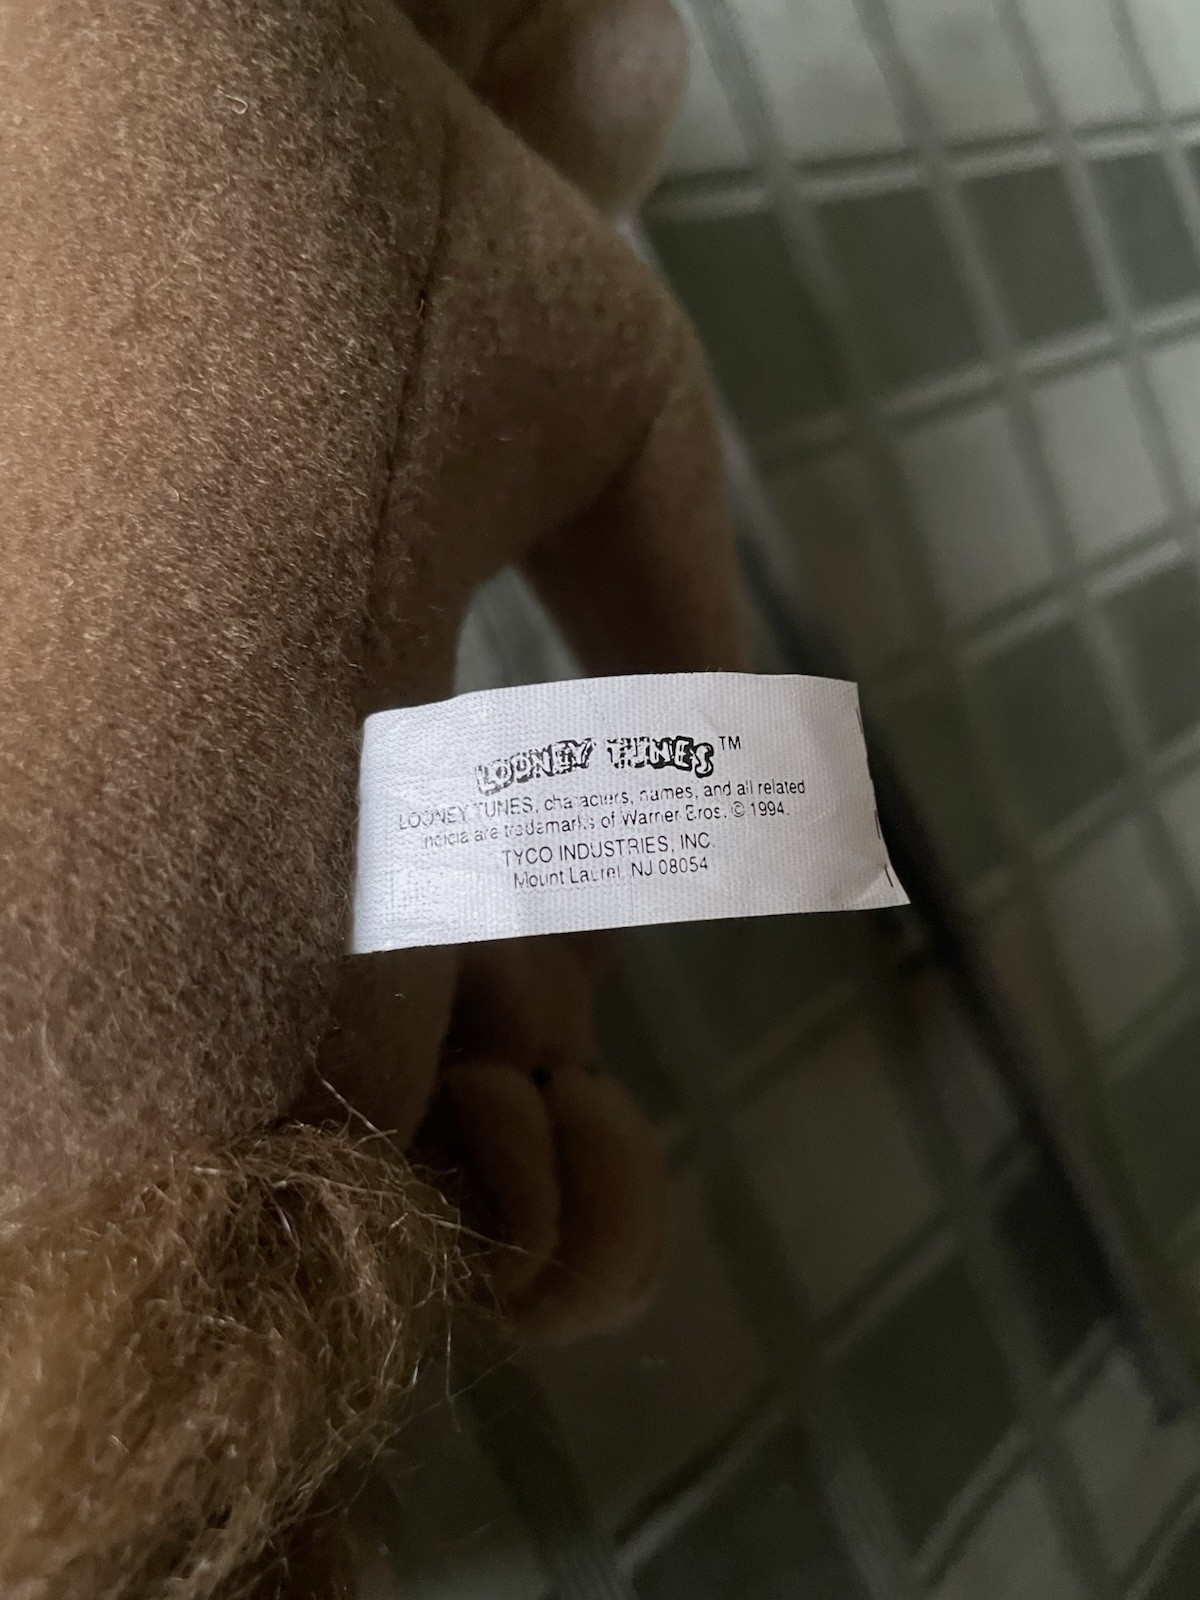 LOONEY TUNES™
LOONEY TUNES, characters, names, and all related
indicia are trademarks of Warner Bros. © 1994.
TYCO INDUSTRIES, INC.
Mount Laurel, NJ 08054